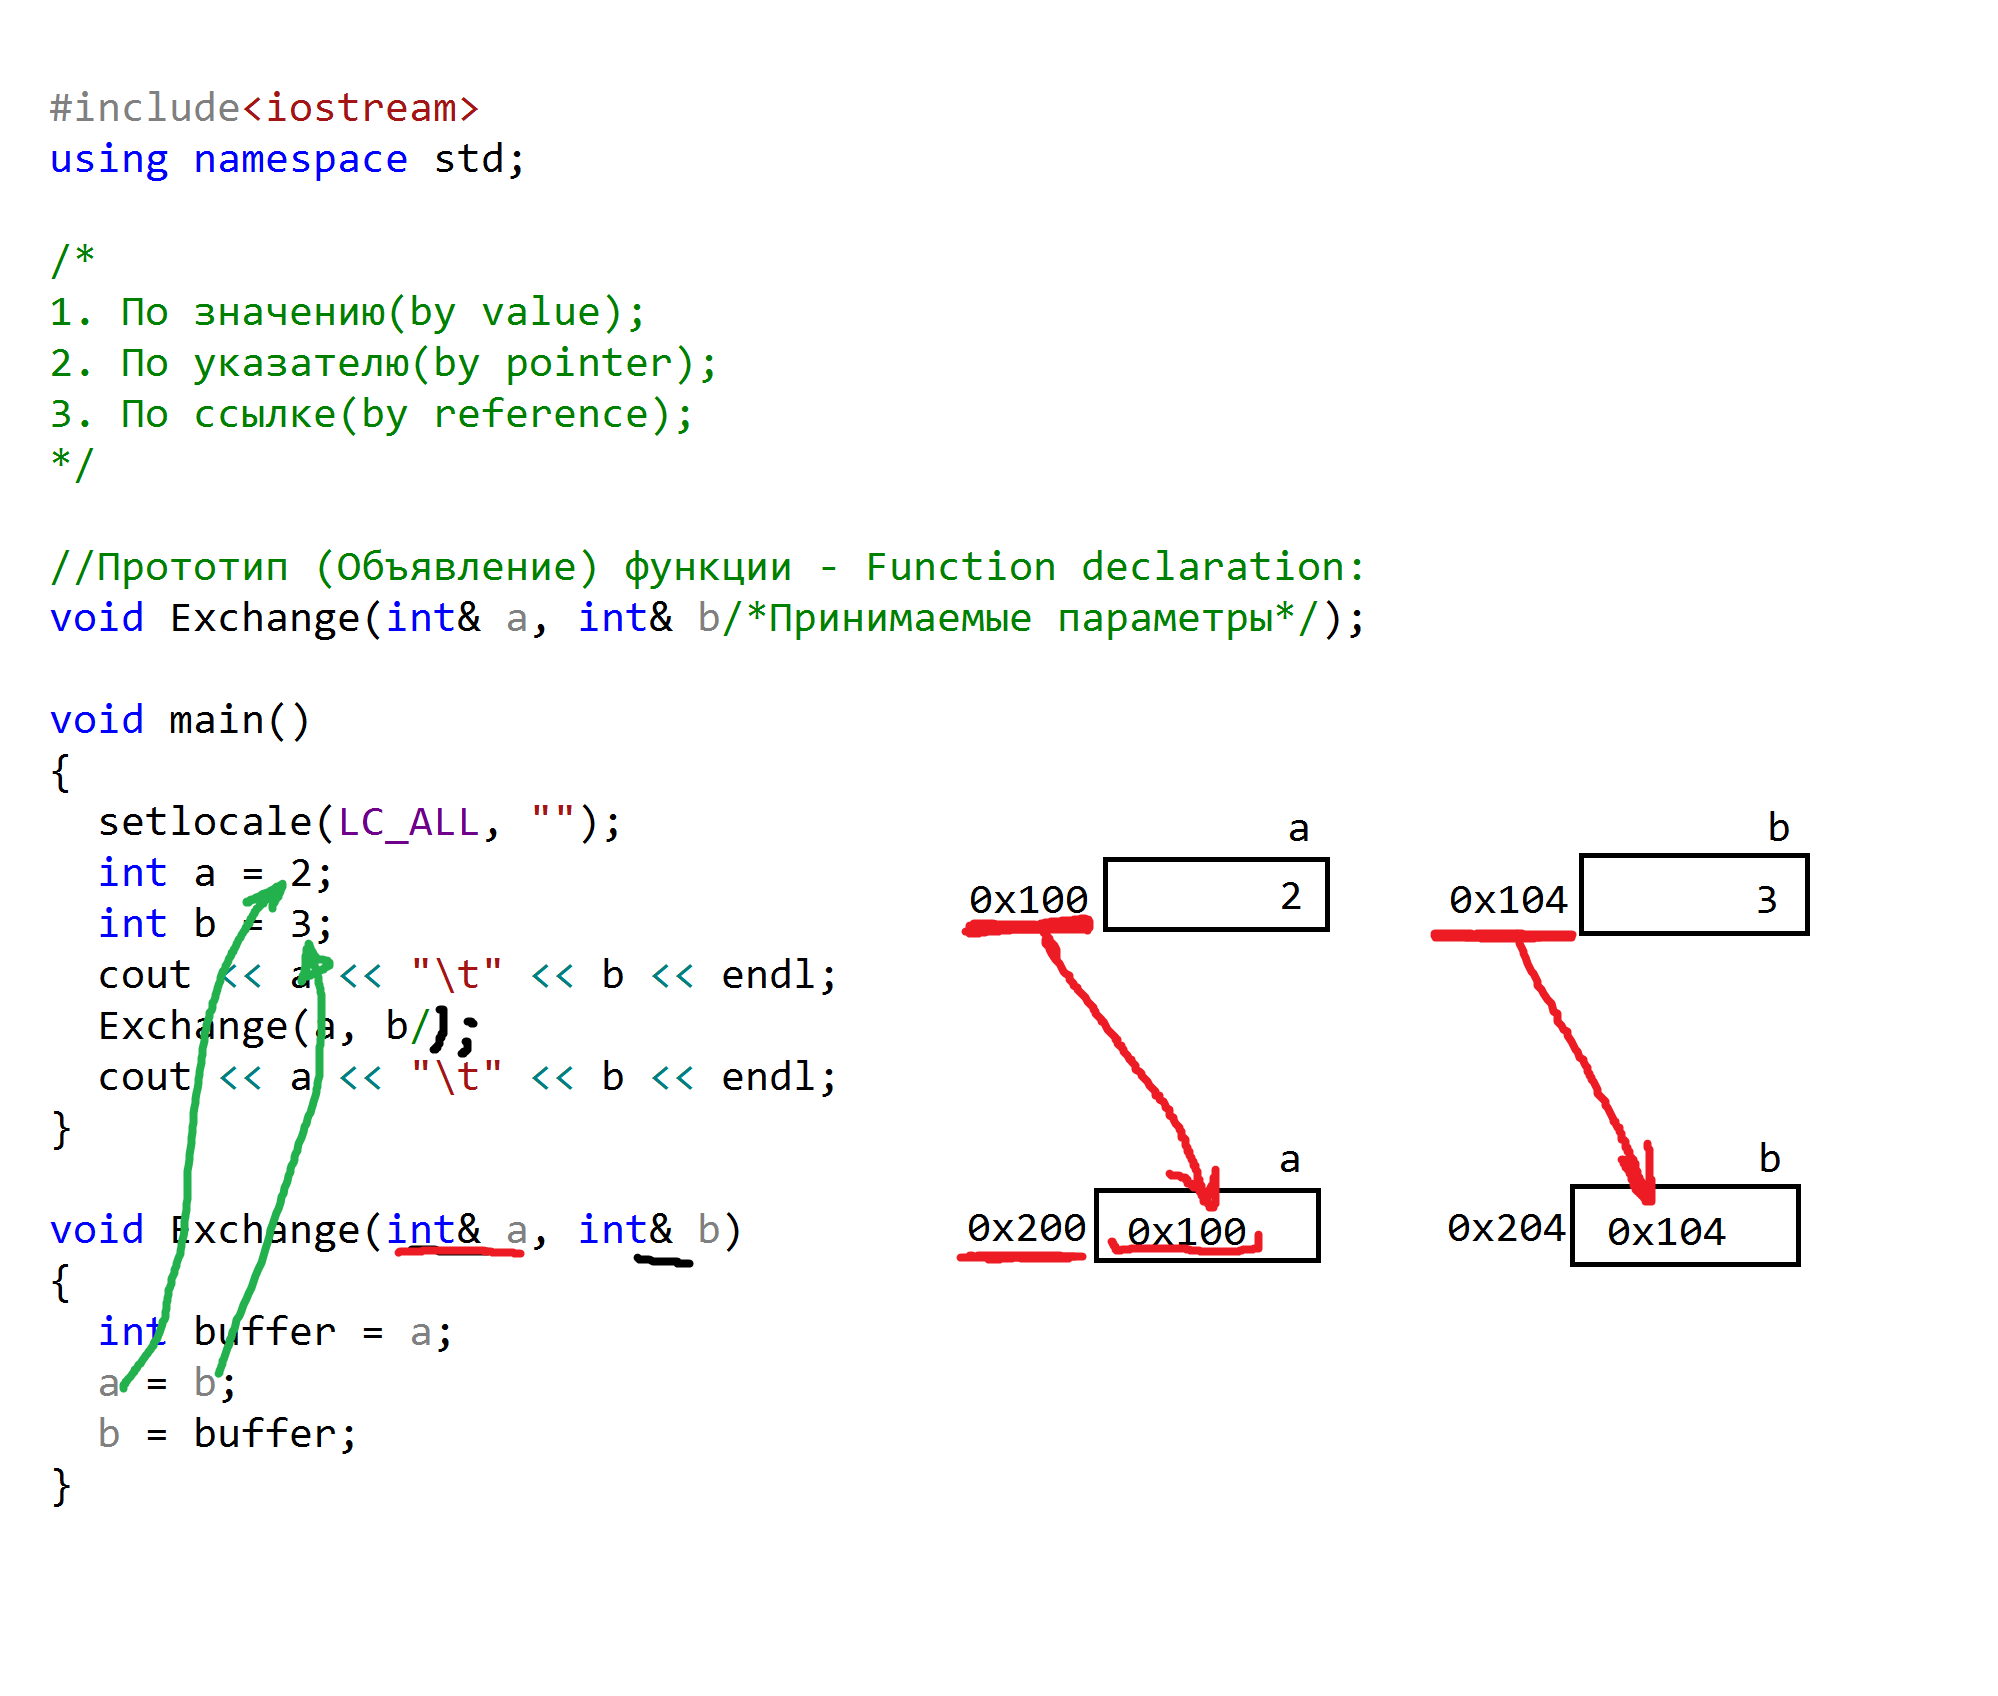 #include<iostream>
using namespace std;
/*
1. По значению(by value);
2. По указателю(by pointer);
3. По ссылке(by reference);
*/
//Прототип (Объявление) функции - Function declaration:
void Exchange(int& a, int& b/*Принимаемые параметры*/);
void main()
{
setlocale(LC_ALL, "");
int a = 2;
int b = 3;
cout << a << "\t" << b << endl;
Exchange(a, b/);
cout << a << "\t" << b << endl;
}
void Exchange(int& a, int& b)
{
int buffer = a;
a = b;
b = buffer;
}
a b
0x100 2 0x104 3
a b
0x200 0x100 0x204 0x104